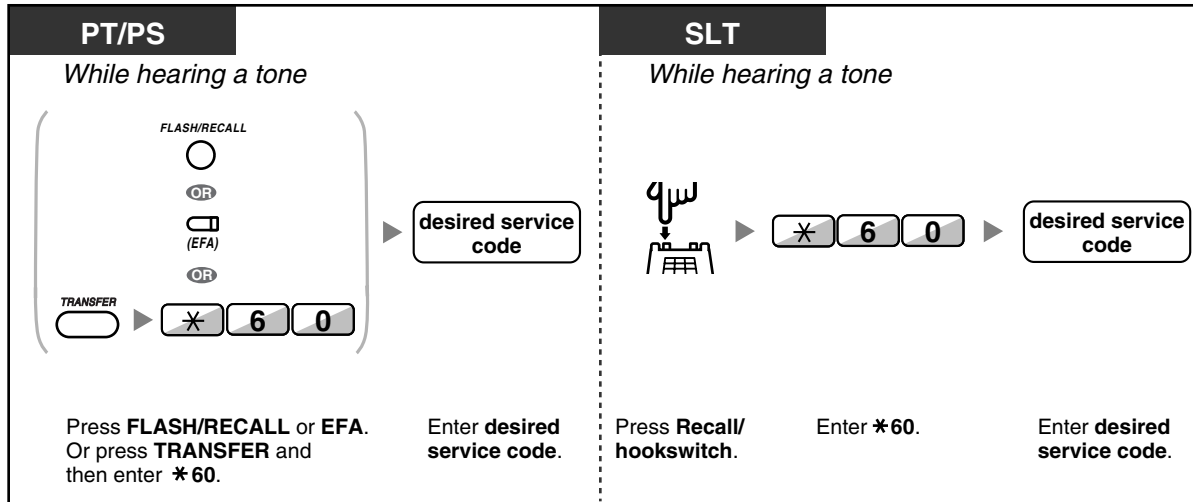 PT/PS
While hearing a tone
FLASH/RECALL
OR
(EFA)
OR
TRANSFER
* 6 0
desired service
code
Press FLASH/RECALL or EFA.
Or press TRANSFER and
then enter *60.
Enter desired
service code.
SLT
While hearing a tone
* 6 0
desired service
code
Press Recall/
hookswitch.
Enter *60.
Enter desired
service code.